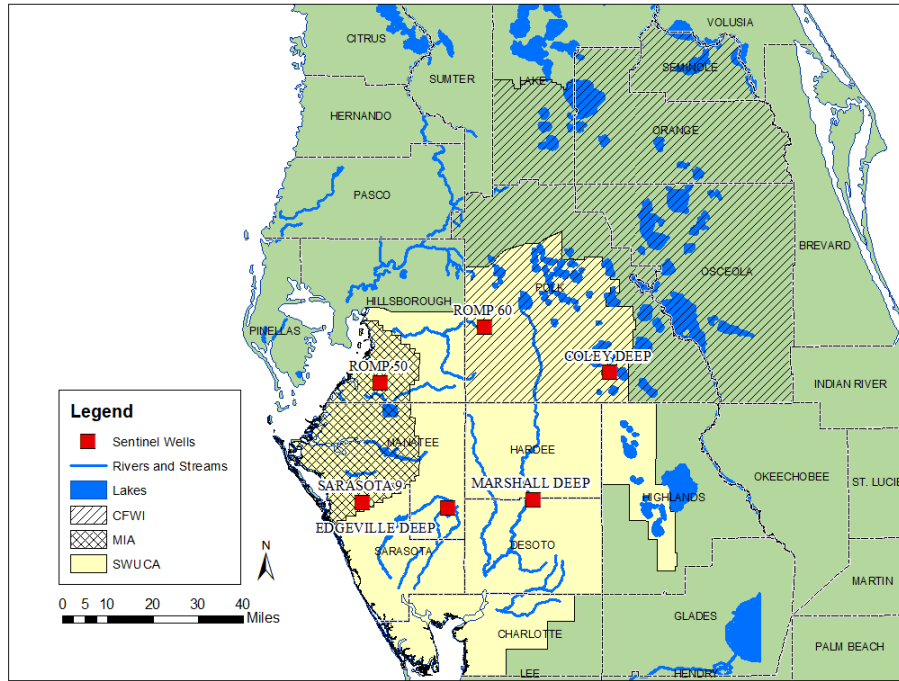 VOLUSIA
CITRUS
SUMTER
LAKE
SEMINOLE
HERNANDO
ORANGE
PASCO
BREVARD
OSCEOLA
POLK
HILLSBOROUGH
PINELLAS
ROMP 60
COLEY DEEP
ROMP 50
INDIAN RIVER
Legend
Sentinel Wells
Rivers and Streams
Lakes
CFWI
MIA
SWUCA
MANATEE
HARDEE
OKEECHOBEE
ST. LUCIE
SARASOTA 9
MARSHALL DEEP
HIGHLANDS
EDGEVILLE DEEP
SARASOTA
DESOTO
N
MARTIN
0 5 10 20 30 40
Miles
GLADES
CHARLOTTE
PALM BEACH
LEE
HENDRY